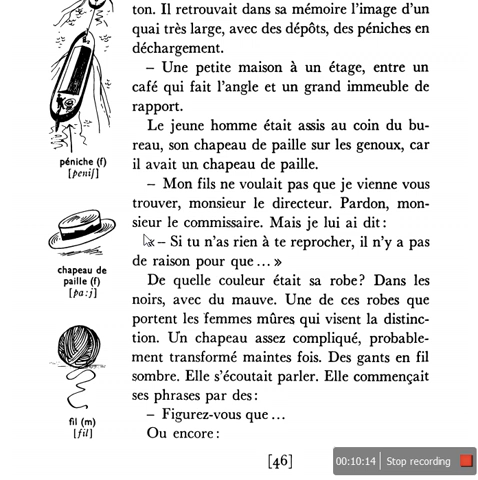 ton. Il retrouvait dans sa mémoire l'image d'un
quai très large, avec des dépôts, des péniches en
déchargement.
– Une petite maison à un étage, entre un
café qui fait l'angle et un grand immeuble de
rapport.
Le jeune homme était assis au coin du bu-
reau, son chapeau de paille sur les genoux, car
il avait un chapeau de paille.
– Mon fils ne voulait pas que je vienne vous
trouver, monsieur le directeur. Pardon, mon-
sieur le commissaire. Mais je lui ai dit :
– Si tu n'as rien à te reprocher, il n'y a pas
de raison pour que ... »
De quelle couleur était sa robe? Dans les
noirs, avec du mauve. Une de ces robes que
portent les femmes mûres qui visent la distinc-
tion. Un chapeau assez compliqué, probable-
ment transformé maintes fois. Des gants en fil
sombre. Elle s'écoutait parler. Elle commençait
ses phrases par des :
– Figurez-vous que ...
Ou encore :
péniche (f)
[peniʃ]
chapeau de
paille (f)
[pɑ:j]
fil (m)
[fil]
[46]
00:10:14 Stop recording